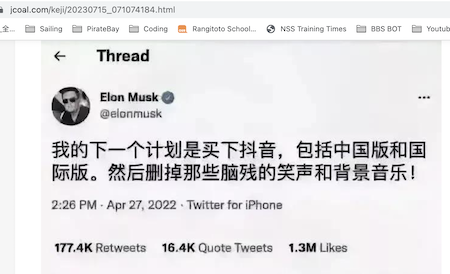 jcoal.com/keji/20230715_071074184.html
全... Sailing PirateBay Coding Rangitoto School... NSS Training Times BBS BOT Youtub
Thread
Elon Musk
@elonmusk
我的下一个计划是买下抖音，包括中国版和国
际版。然后删掉那些脑残的笑声和背景音乐！
2:26 PM · Apr 27, 2022 · Twitter for iPhone
177.4K Retweets 16.4K Quote Tweets 1.3M Likes